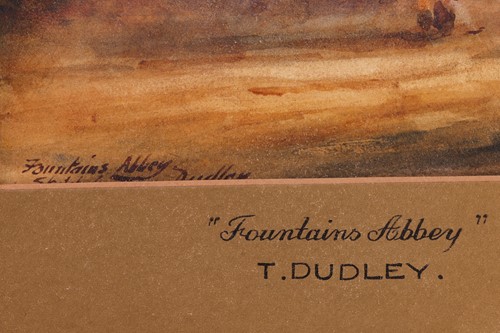 Fountains Abbey
Dudley
"Fountains Abbey"
T. DUDLEY.